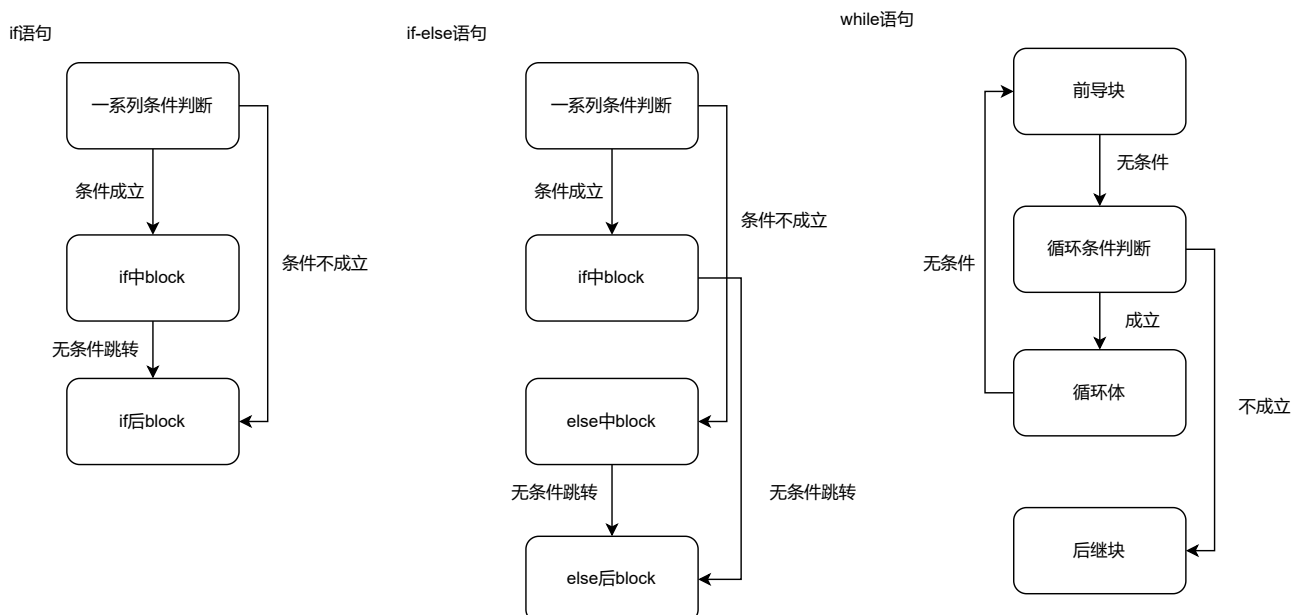 if语句
一系列条件判断
条件成立
if中block
条件不成立
无条件跳转
if后block
if-else语句
一系列条件判断
条件成立
条件不成立
if中block
else中block
无条件跳转
无条件跳转
else后block
while语句
前导块
无条件
循环条件判断
无条件
成立
循环体
不成立
后继块